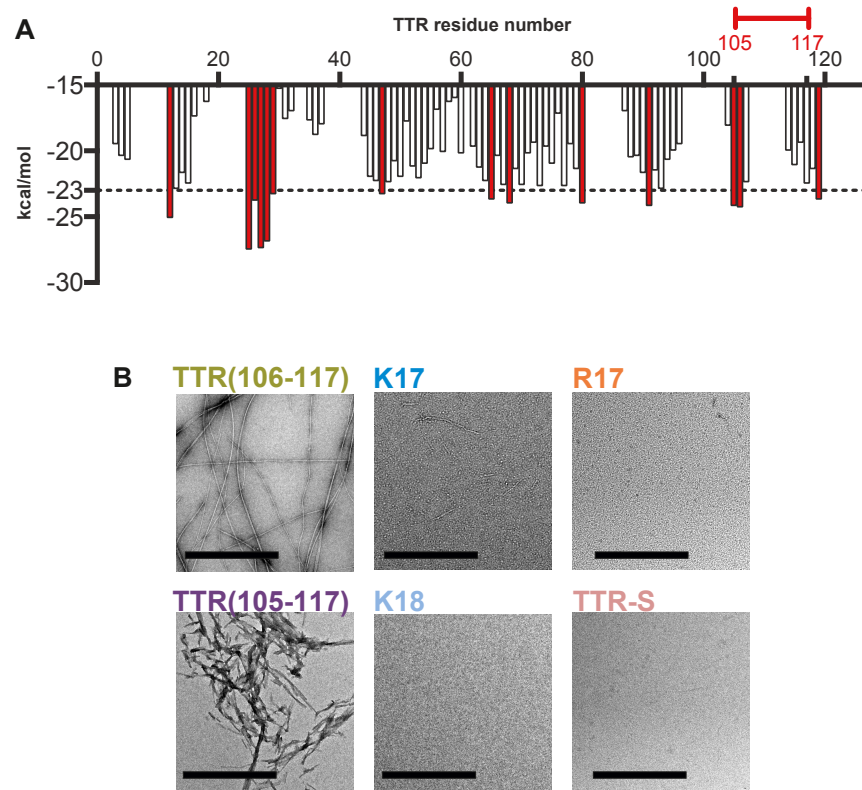 A
TTR residue number
105 117
0 20 40 60 80 100 120
-15
-20
-23
-25
-30
kcal/mol
B
TTR(106-117) K17 R17
TTR(105-117) K18 TTR-S